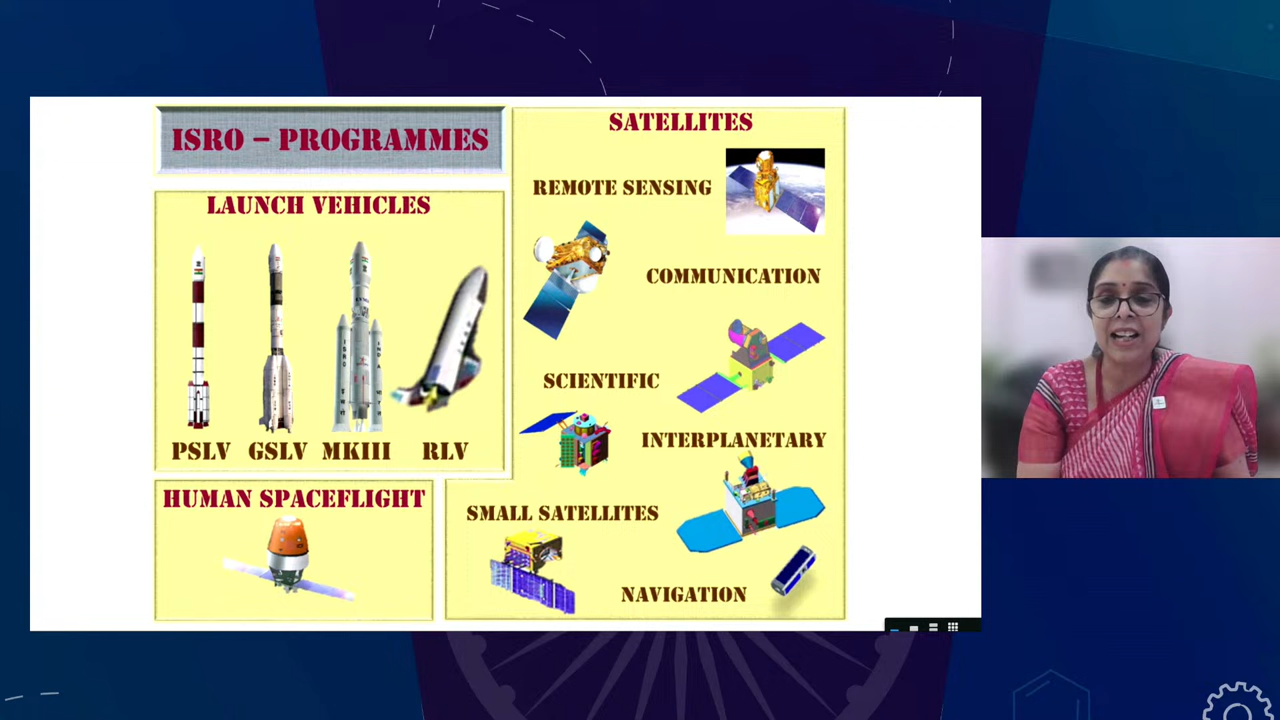 ISRO – PROGRAMMES
LAUNCH VEHICLES
PSLV GSLV MKIII RLV
HUMAN SPACEFLIGHT
SATELLITES
REMOTE SENSING
COMMUNICATION
SCIENTIFIC
INTERPLANETARY
SMALL SATELLITES
NAVIGATION